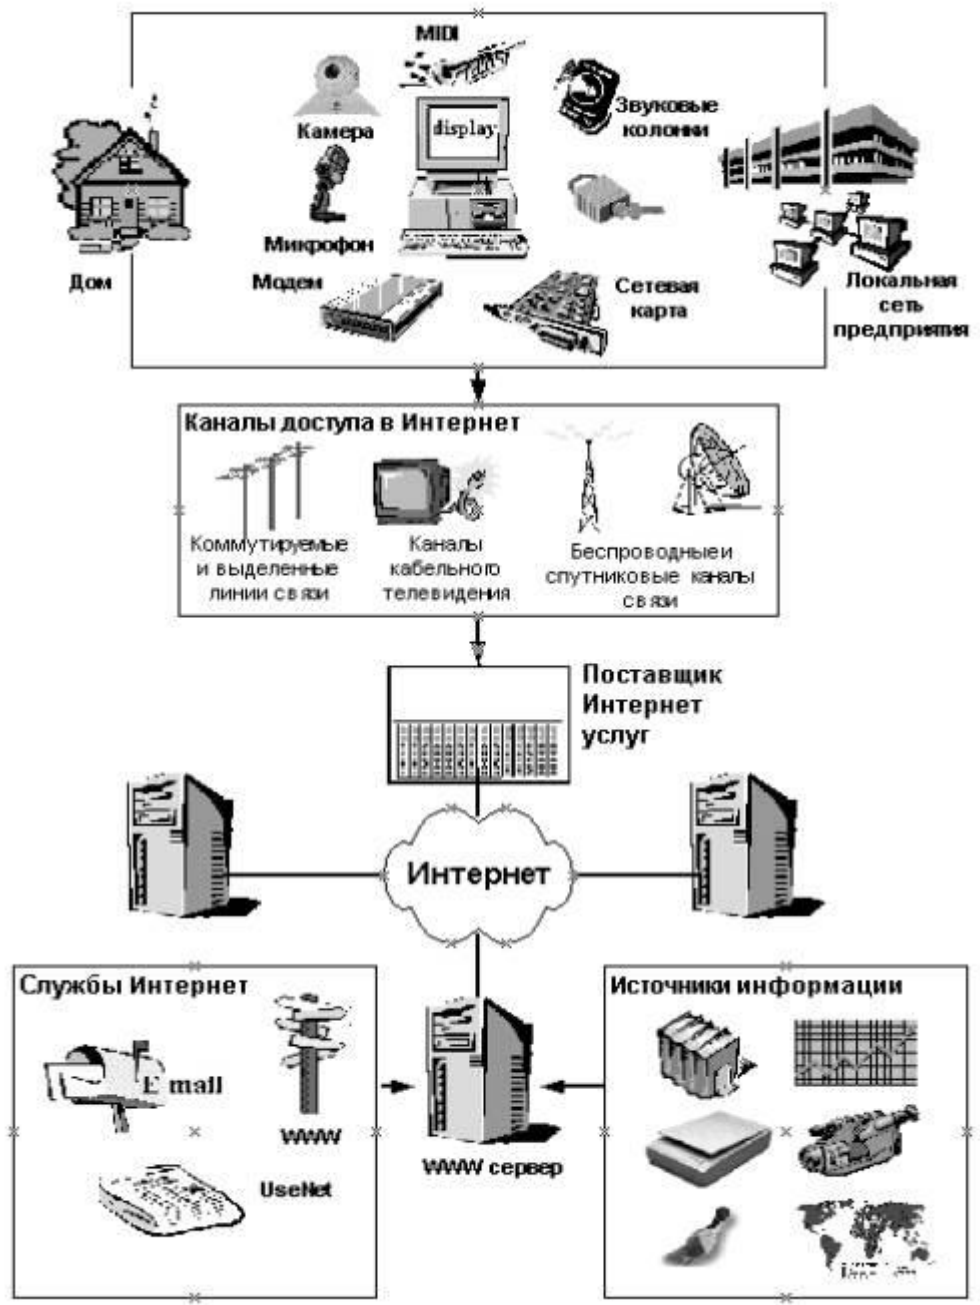 MIDI
Камера
display
Звуковые
колонки
Микрофон
Дом
Модем
Сетевая
карта
Локальная
сеть
предприятия
Каналы доступа в Интернет
Коммутируемые
и выделенные
линии связи
Каналы
кабельного
телевидения
Беспроводные и
спутниковые каналы
связи
Поставщик
Интернет
услуг
Интернет
Службы Интернет
E mail
WWW
UseNet
WWW сервер
Источники информации